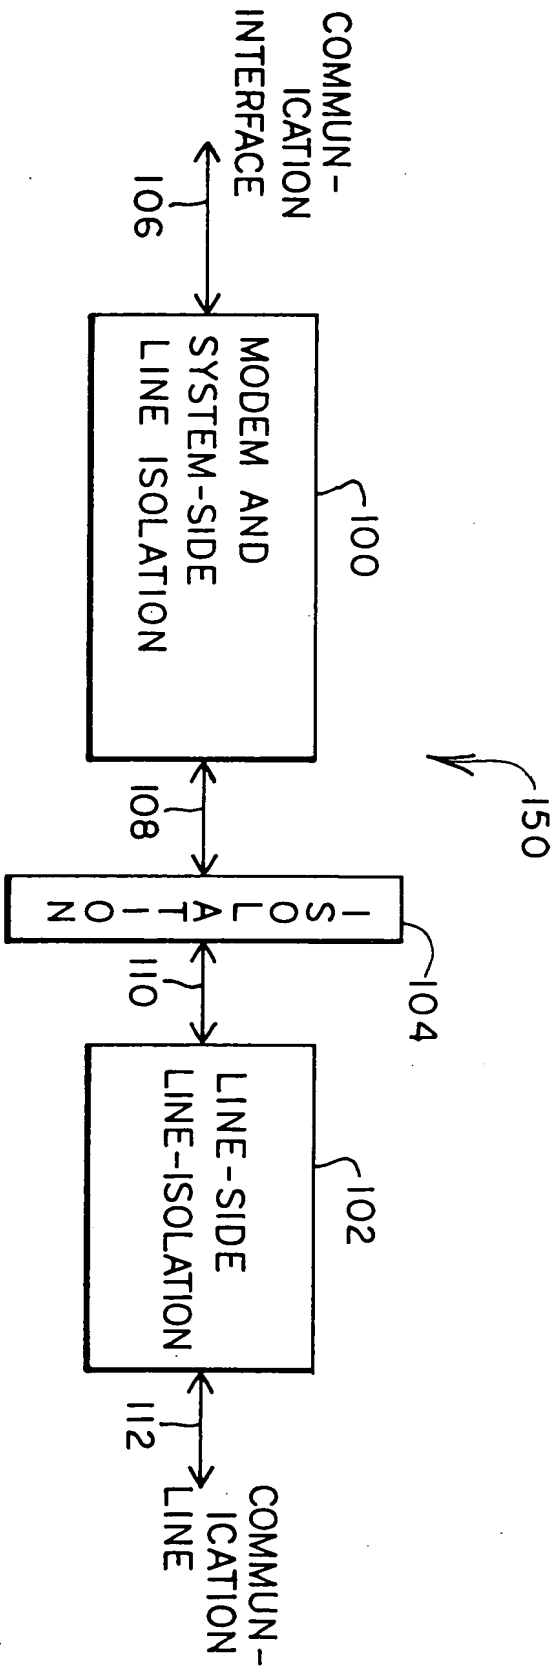 150
COMMUN-
ICATION
INTERFACE
106
100
MODEM AND
SYSTEM-SIDE
LINE ISOLATION
108
104
ISOLATION
110
102
LINE-SIDE
LINE-ISOLATION
112
COMMUN-
ICATION
LINE